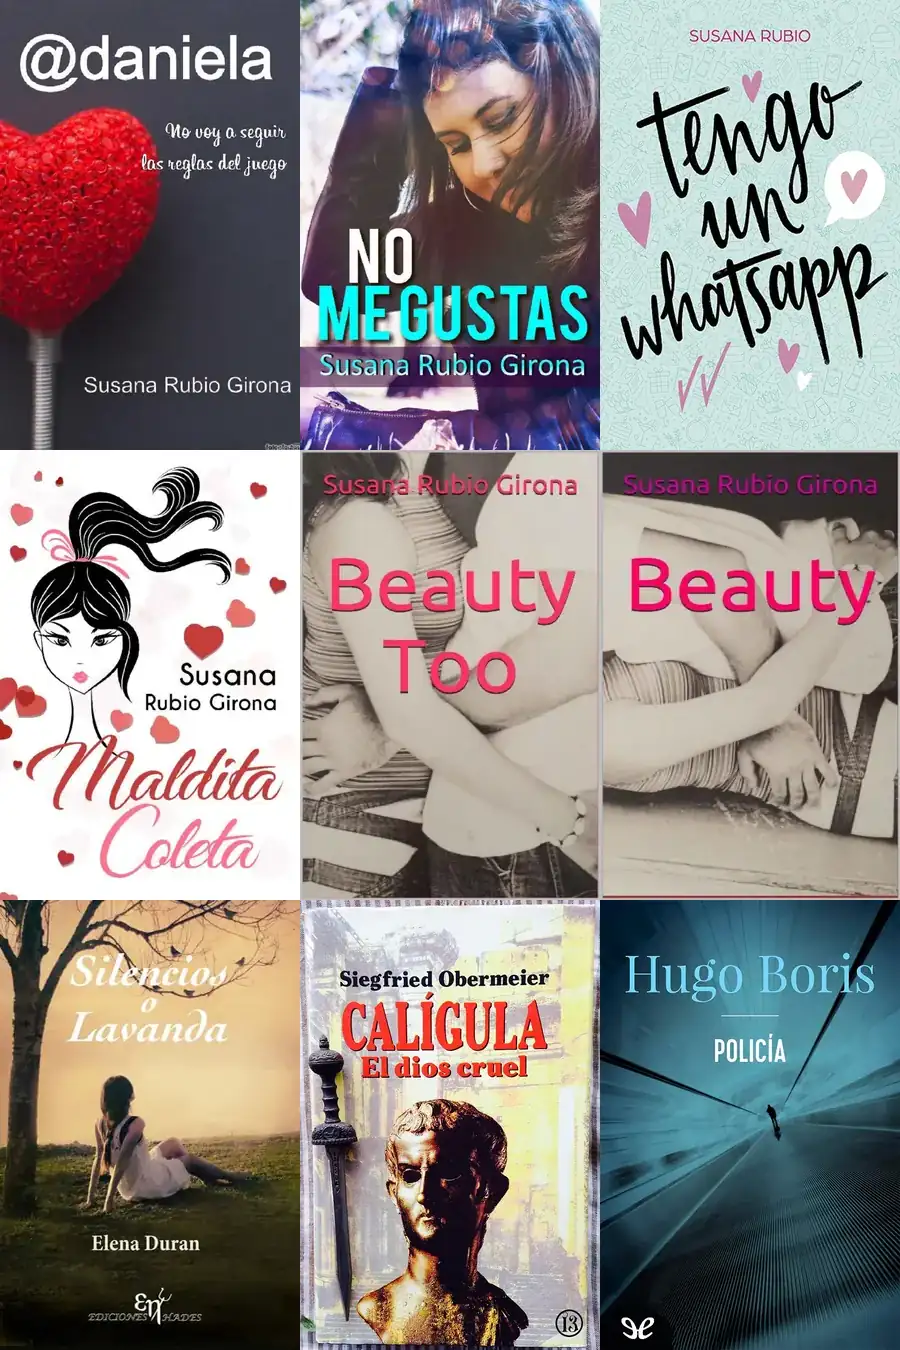 @daniela
No voy a seguir
las reglas del juego
Susana Rubio Girona
NO
ME GUSTAS
Susana Rubio Girona
SUSANA RUBIO
tengo
un
whatsapp
Susana
Rubio Girona
Maldita
Coleta
Susana Rubio Girona
Beauty
Too
Susana Rubio Girona
Beauty
Silencios
o
Lavanda
Elena Duran
EDICIONES HADES
Siegfried Obermeier
CALÍGULA
El dios cruel
13
Hugo Boris
POLICÍA